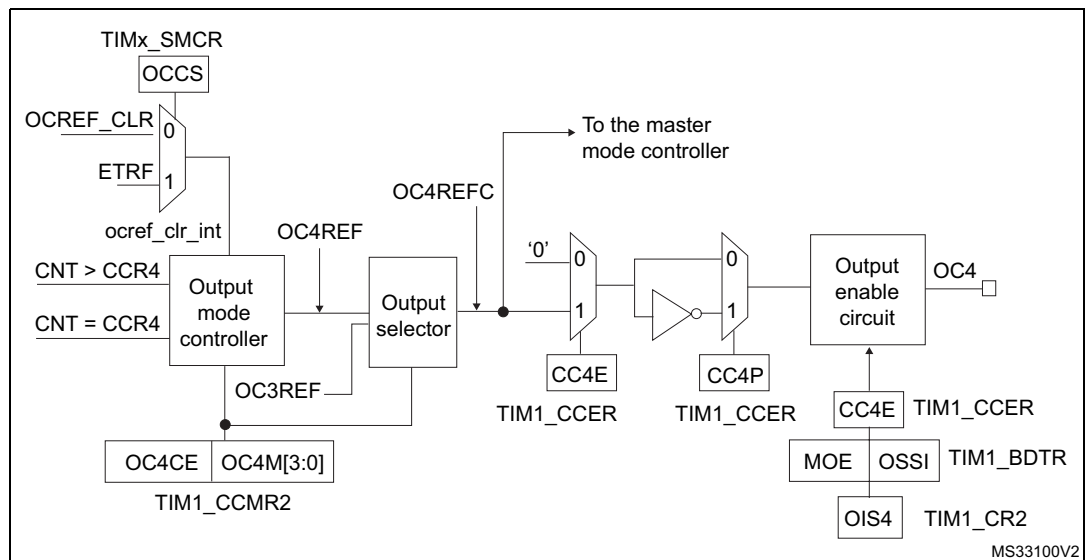 TIMx_SMCR
OCCS
OCREF_CLR
0
ETRF
1
ocref_clr_int
To the master
mode controller
OC4REFC
OC4REF
CNT > CCR4
CNT = CCR4
Output
mode
controller
Output
selector
OC3REF
'0'
0
1
0
1
Output
enable
circuit
OC4
CC4E
TIM1_CCER
CC4P
TIM1_CCER
CC4E
TIM1_CCER
OC4CE
OC4M[3:0]
TIM1_CCMR2
MOE
OSSI
TIM1_BDTR
OIS4
TIM1_CR2
MS33100V2